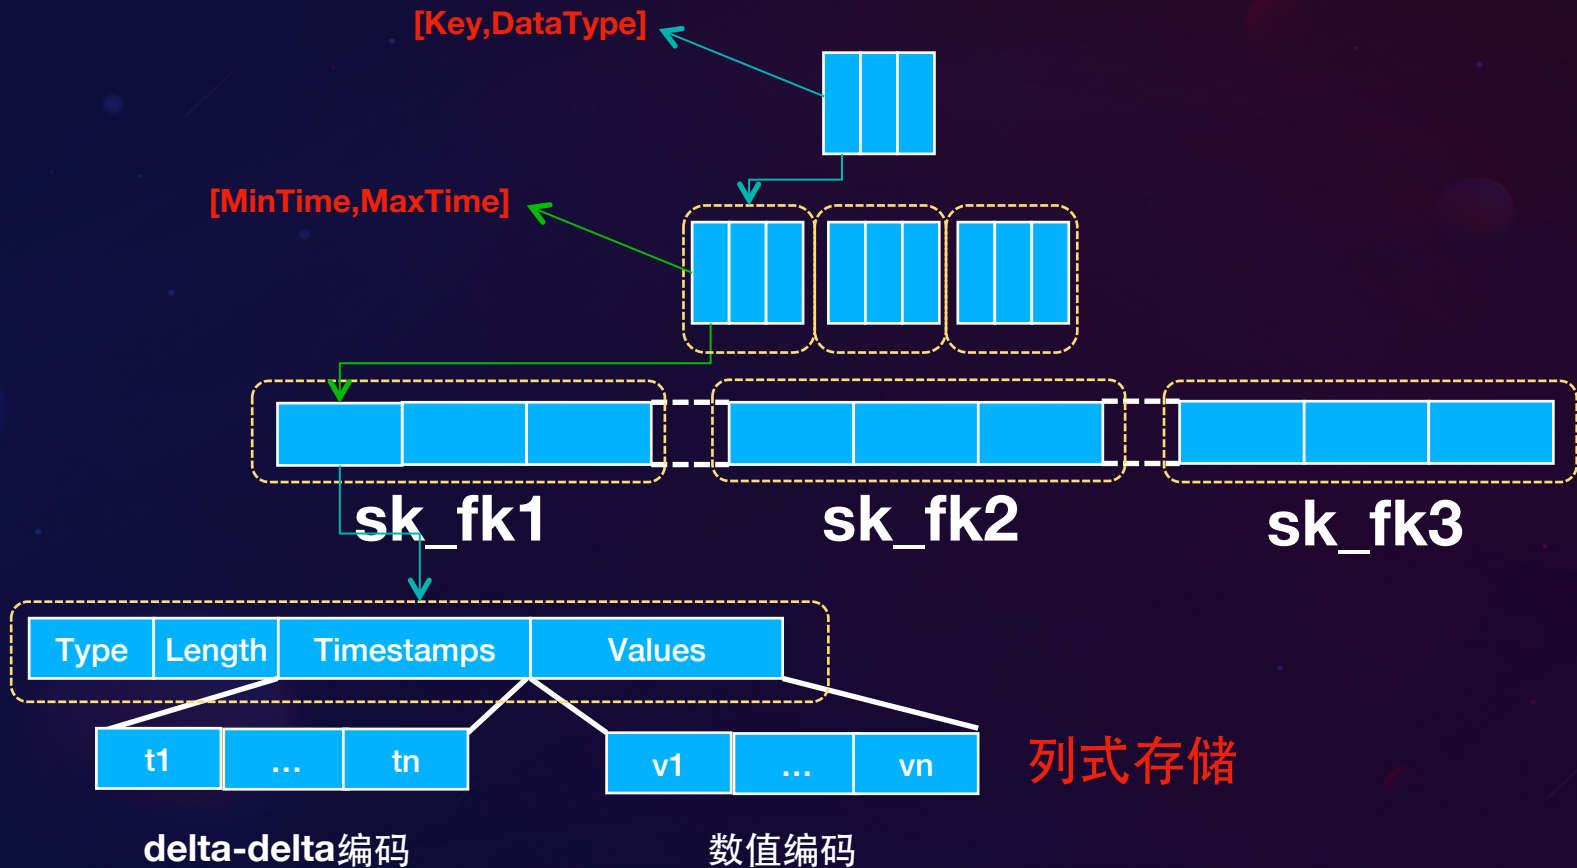 [Key,DataType]
[MinTime,MaxTime]
sk_fk1
sk_fk2
sk_fk3
Type Length Timestamps Values
t1 ... tn
v1 ... vn
列式存储
delta-delta编码
数值编码